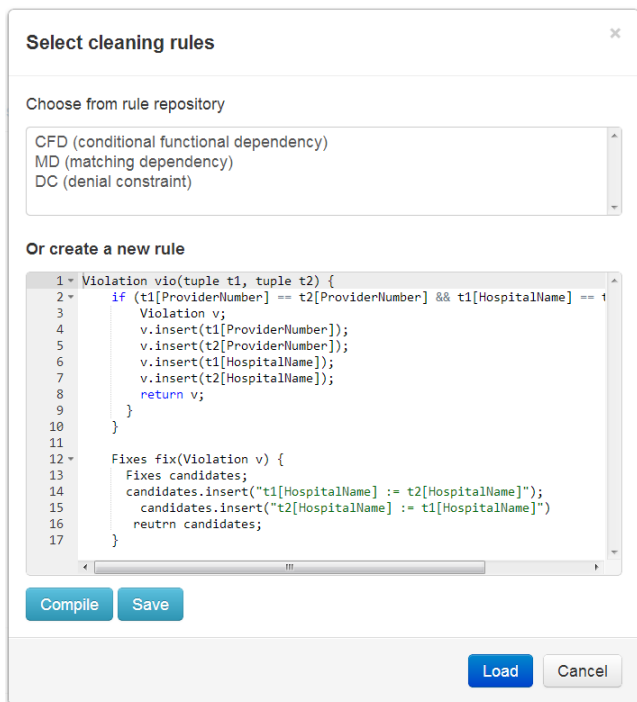 Select cleaning rules
×
Choose from rule repository
CFD (conditional functional dependency)
MD (matching dependency)
DC (denial constraint)
Or create a new rule
1 Violation vio(tuple t1, tuple t2) {
2 if (t1[ProviderNumber] == t2[ProviderNumber] && t1[HospitalName] == t
3 Violation v;
4 v.insert(t1[ProviderNumber]);
5 v.insert(t2[ProviderNumber]);
6 v.insert(t1[HospitalName]);
7 v.insert(t2[HospitalName]);
8 return v;
9 }
10 }
11
12 Fixes fix(Violation v) {
13 Fixes candidates;
14 candidates.insert("t1[HospitalName] := t2[HospitalName]");
15 candidates.insert("t2[HospitalName] := t1[HospitalName]")
16 reutrn candidates;
17 }
Compile Save
Load Cancel